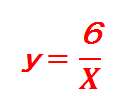 y = 6/X